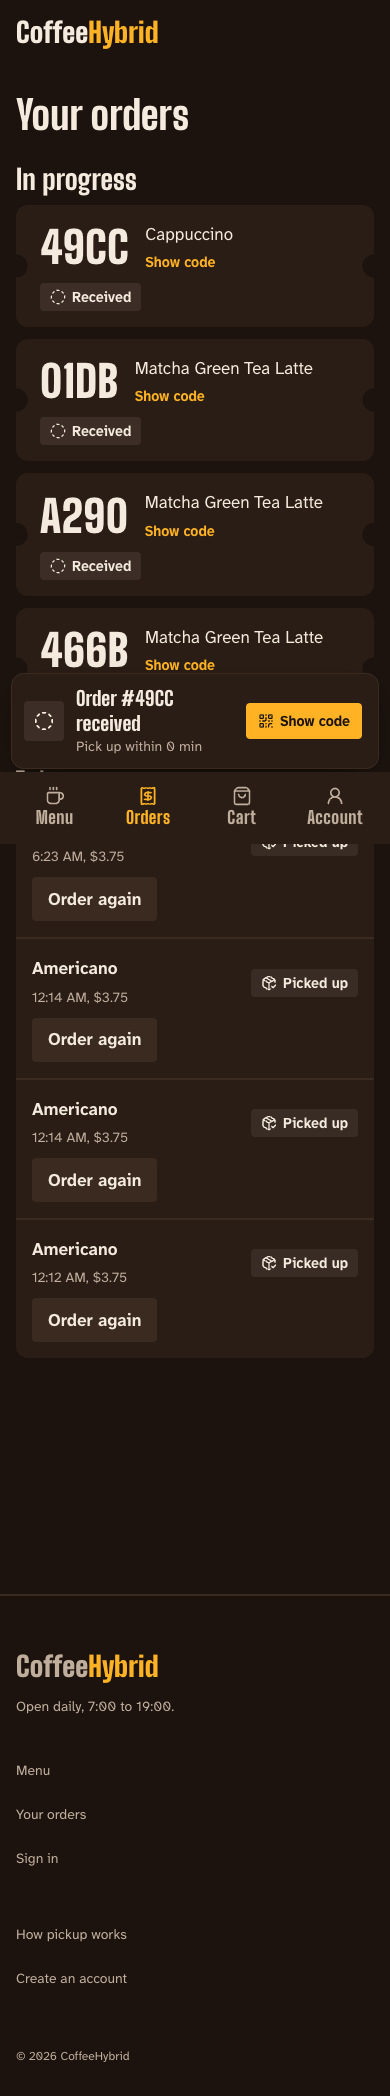 CoffeeHybrid
Your orders
In progress
49CC
Cappuccino
Show code
Received
01DB
Matcha Green Tea Latte
Show code
Received
A290
Matcha Green Tea Latte
Show code
Received
466B
Matcha Green Tea Latte
Show code
Order #49CC
received
Pick up within 0 min
Show code
Menu
Orders
Cart
Account
Picked up
6:23 AM, $3.75
Order again
Americano
12:14 AM, $3.75
Picked up
Order again
Americano
12:14 AM, $3.75
Picked up
Order again
Americano
12:12 AM, $3.75
Picked up
Order again
CoffeeHybrid
Open daily, 7:00 to 19:00.
Menu
Your orders
Sign in
How pickup works
Create an account
© 2026 CoffeeHybrid